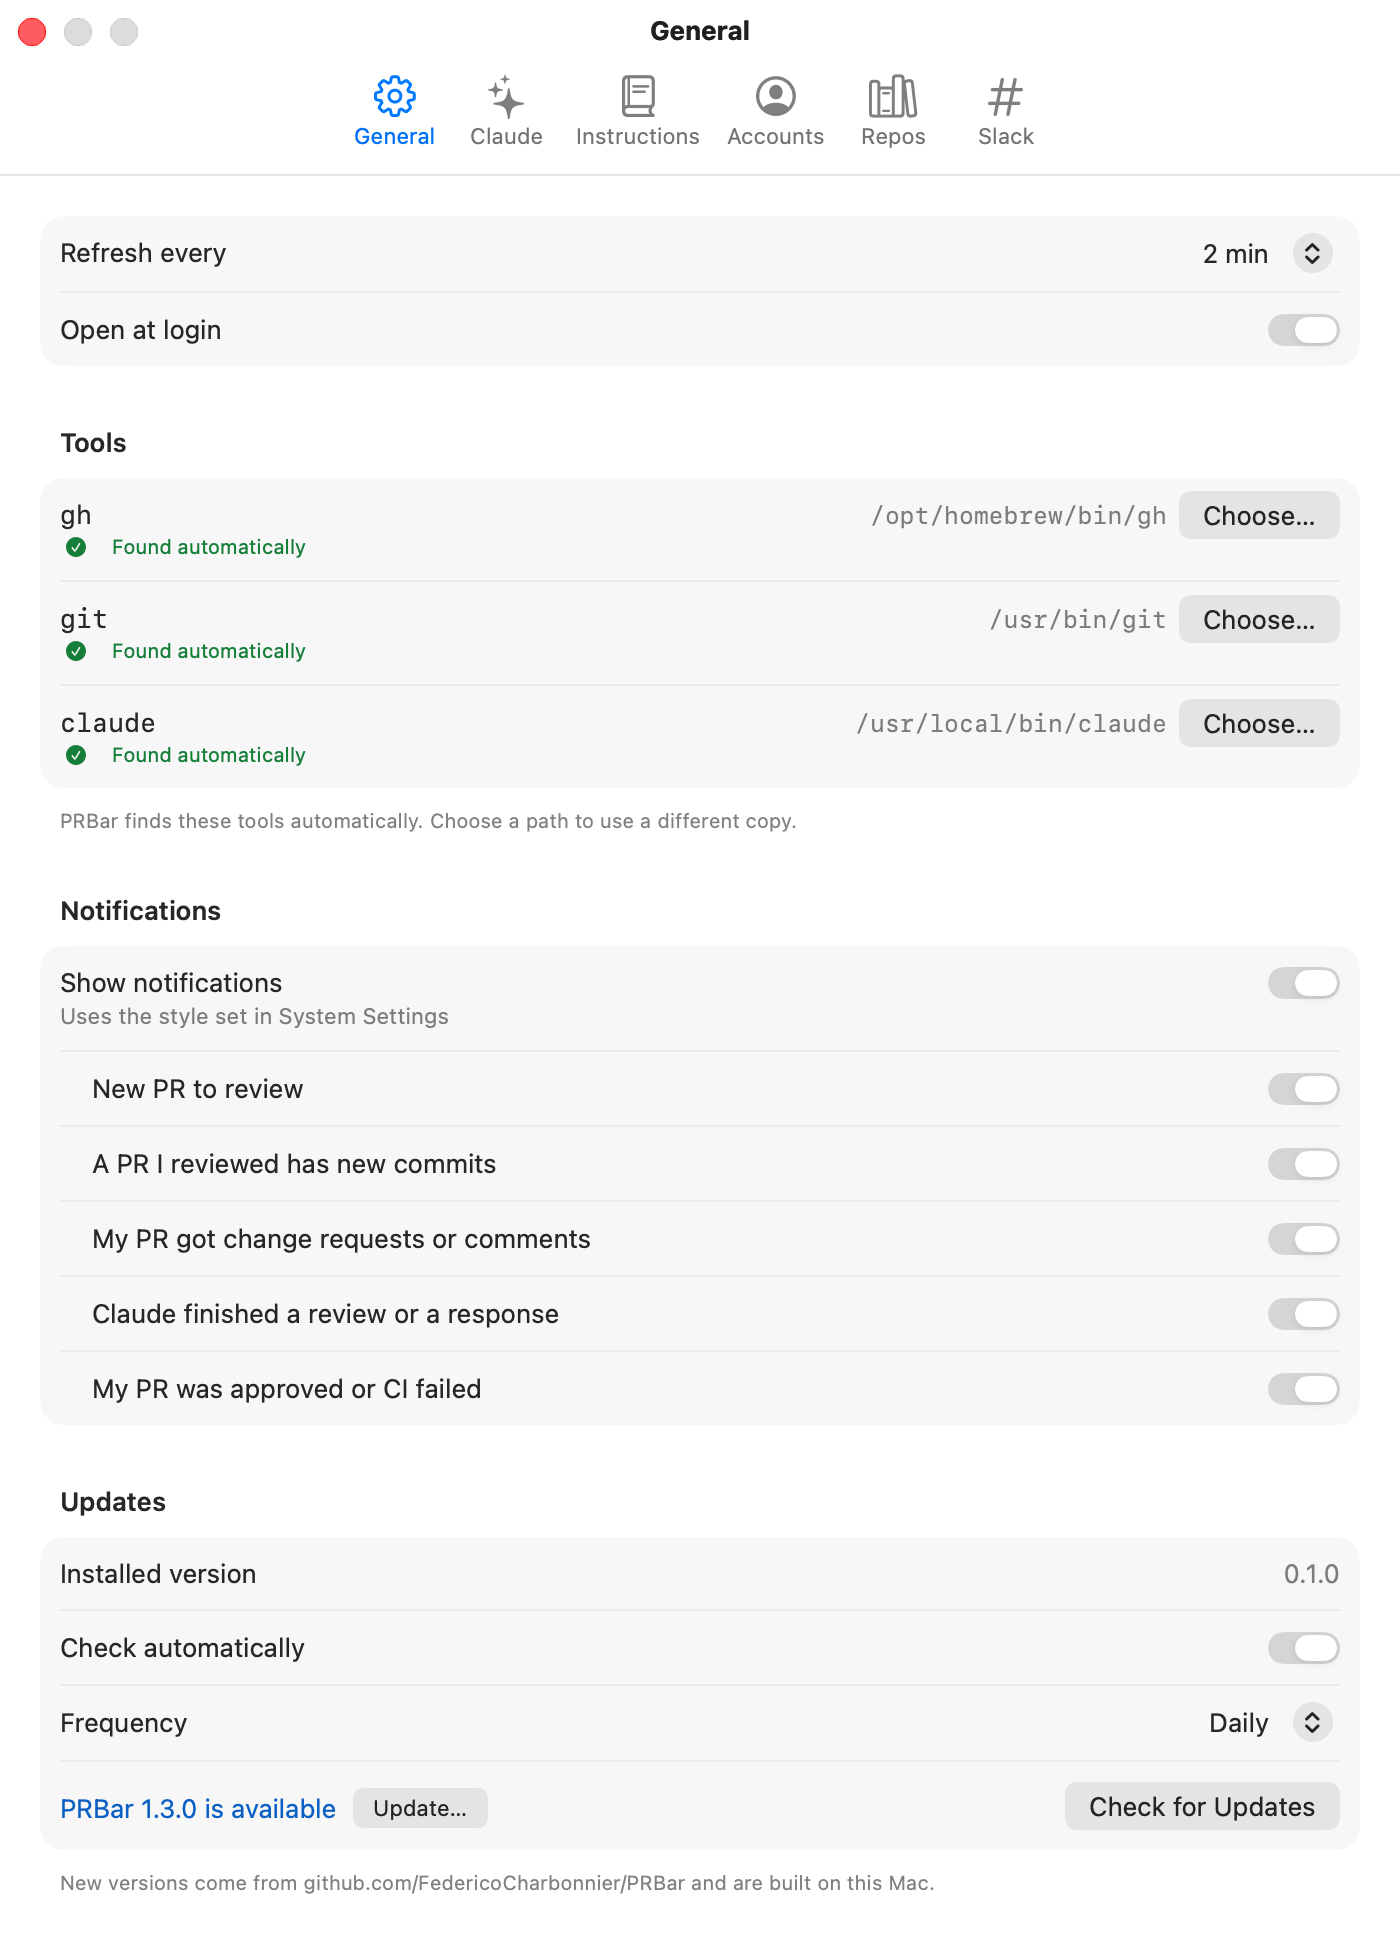 General
General
Claude
Instructions
Accounts
Repos
Slack
Refresh every
2 min
Open at login
Tools
gh
/opt/homebrew/bin/gh
Choose...
Found automatically
git
/usr/bin/git
Choose...
Found automatically
claude
/usr/local/bin/claude
Choose...
Found automatically
PRBar finds these tools automatically. Choose a path to use a different copy.
Notifications
Show notifications
Uses the style set in System Settings
New PR to review
A PR I reviewed has new commits
My PR got change requests or comments
Claude finished a review or a response
My PR was approved or CI failed
Updates
Installed version
0.1.0
Check automatically
Frequency
Daily
PRBar 1.3.0 is available
Update...
Check for Updates
New versions come from github.com/FedericoCharbonnier/PRBar and are built on this Mac.